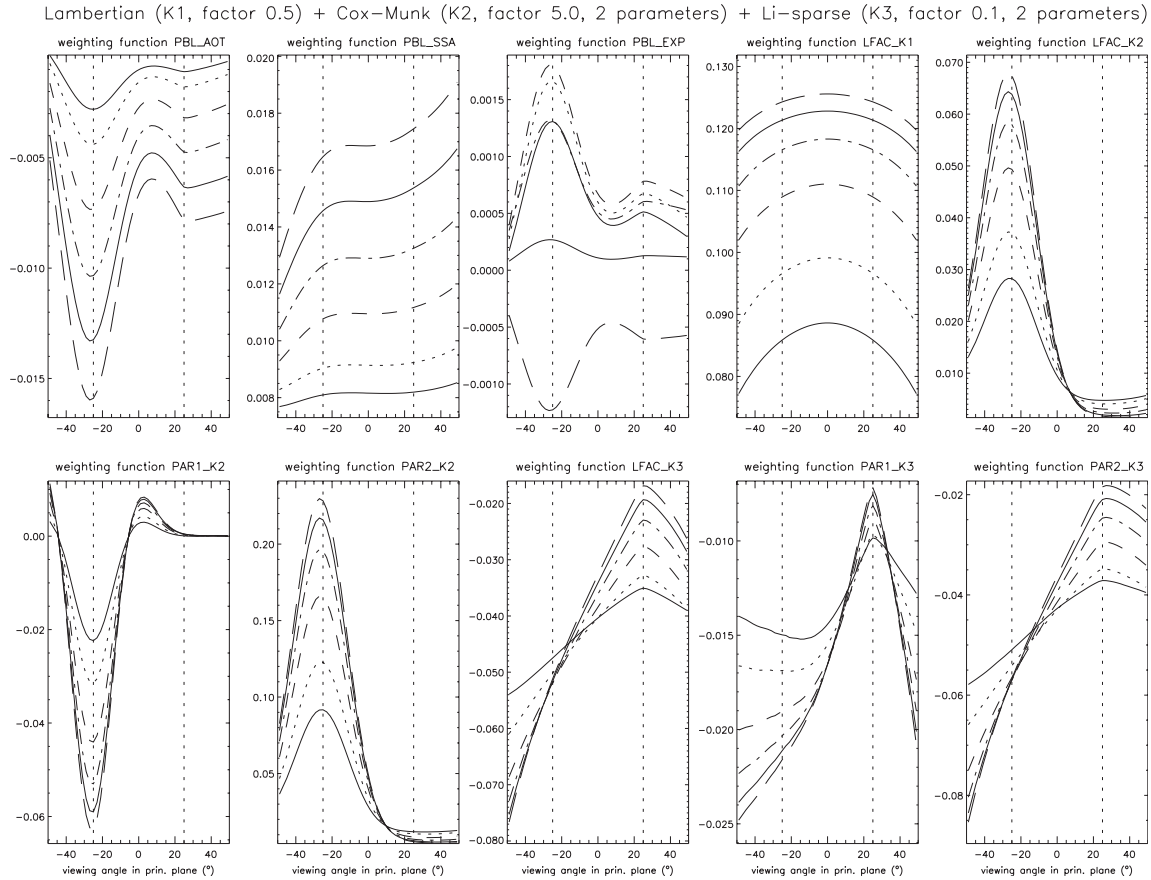 Lambertian (K1, factor 0.5) + Cox-Munk (K2, factor 5.0, 2 parameters) + Li-sparse (K3, factor 0.1, 2 parameters)
weighting function PBL_AOT weighting function PBL_SSA weighting function PBL_EXP weighting function LFAC_K1 weighting function LFAC_K2
-0.005
-0.010
-0.015
-40 -20 0 20 40
0.020
0.018
0.016
0.014
0.012
0.010
0.008
-40 -20 0 20 40
0.0015
0.0010
0.0005
0.0000
-0.0005
-0.0010
-40 -20 0 20 40
0.130
0.120
0.110
0.100
0.090
0.080
-40 -20 0 20 40
0.070
0.060
0.050
0.040
0.030
0.020
0.010
-40 -20 0 20 40
weighting function PAR1_K2 weighting function PAR2_K2 weighting function LFAC_K3 weighting function PAR1_K3 weighting function PAR2_K3
0.00
-0.02
-0.04
-0.06
-40 -20 0 20 40
viewing angle in prin. plane (°)
0.20
0.15
0.10
0.05
-40 -20 0 20 40
viewing angle in prin. plane (°)
-0.020
-0.030
-0.040
-0.050
-0.060
-0.070
-0.080
-40 -20 0 20 40
viewing angle in prin. plane (°)
-0.010
-0.015
-0.020
-0.025
-40 -20 0 20 40
viewing angle in prin. plane (°)
-0.02
-0.04
-0.06
-0.08
-40 -20 0 20 40
viewing angle in prin. plane (°)